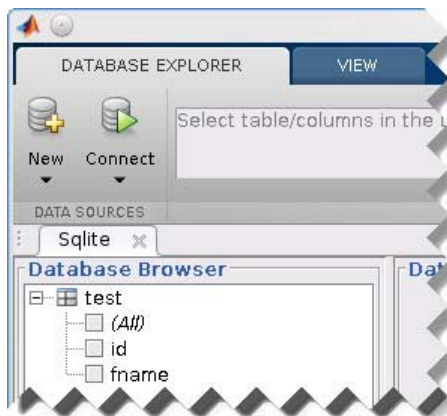 DATABASE EXPLORER
VIEW
New
Connect
Select table/columns in the
DATA SOURCES
Sqlite
Database Browser
test
(All)
id
fname